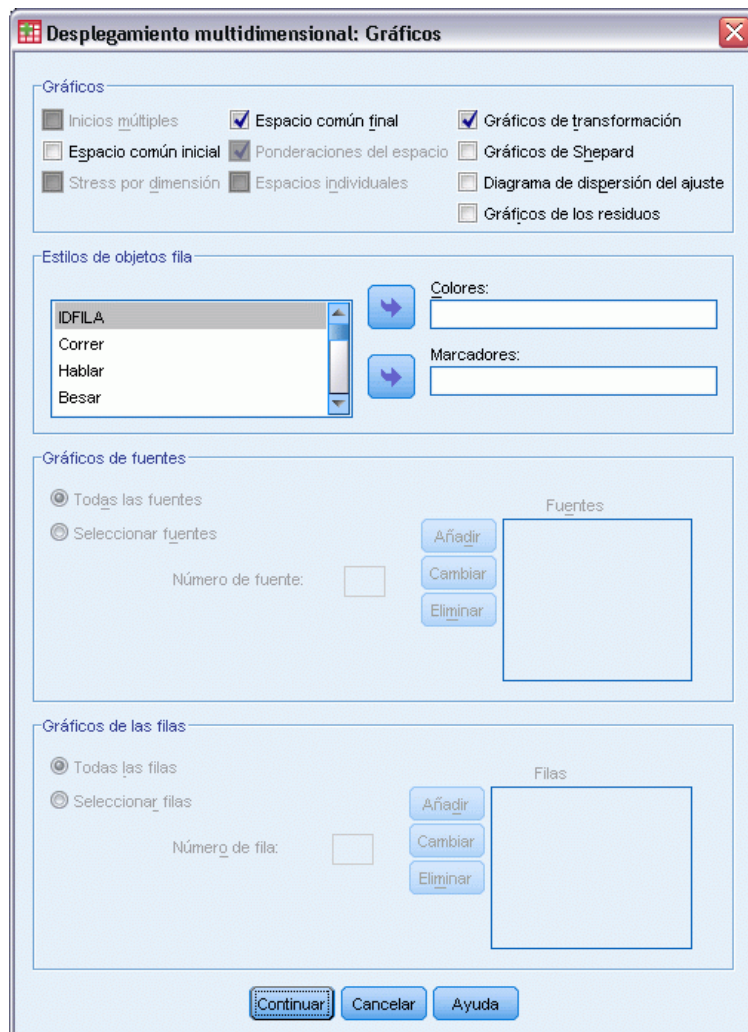 Desplegamiento multidimensional: Gráficos
Gráficos
Inicios múltiples
Espacio común final
Gráficos de transformación
Espacio común inicial
Ponderaciones del espacio
Gráficos de Shepard
Stress por dimensión
Espacios individuales
Diagrama de dispersión del ajuste
Gráficos de los residuos
Estilos de objetos fila
IDFILA
Correr
Hablar
Besar
Colores:
Marcadores:
Gráficos de fuentes
Todas las fuentes
Seleccionar fuentes
Número de fuente:
Fuentes
Añadir
Cambiar
Eliminar
Gráficos de las filas
Todas las filas
Seleccionar filas
Número de fila:
Filas
Añadir
Cambiar
Eliminar
Continuar
Cancelar
Ayuda